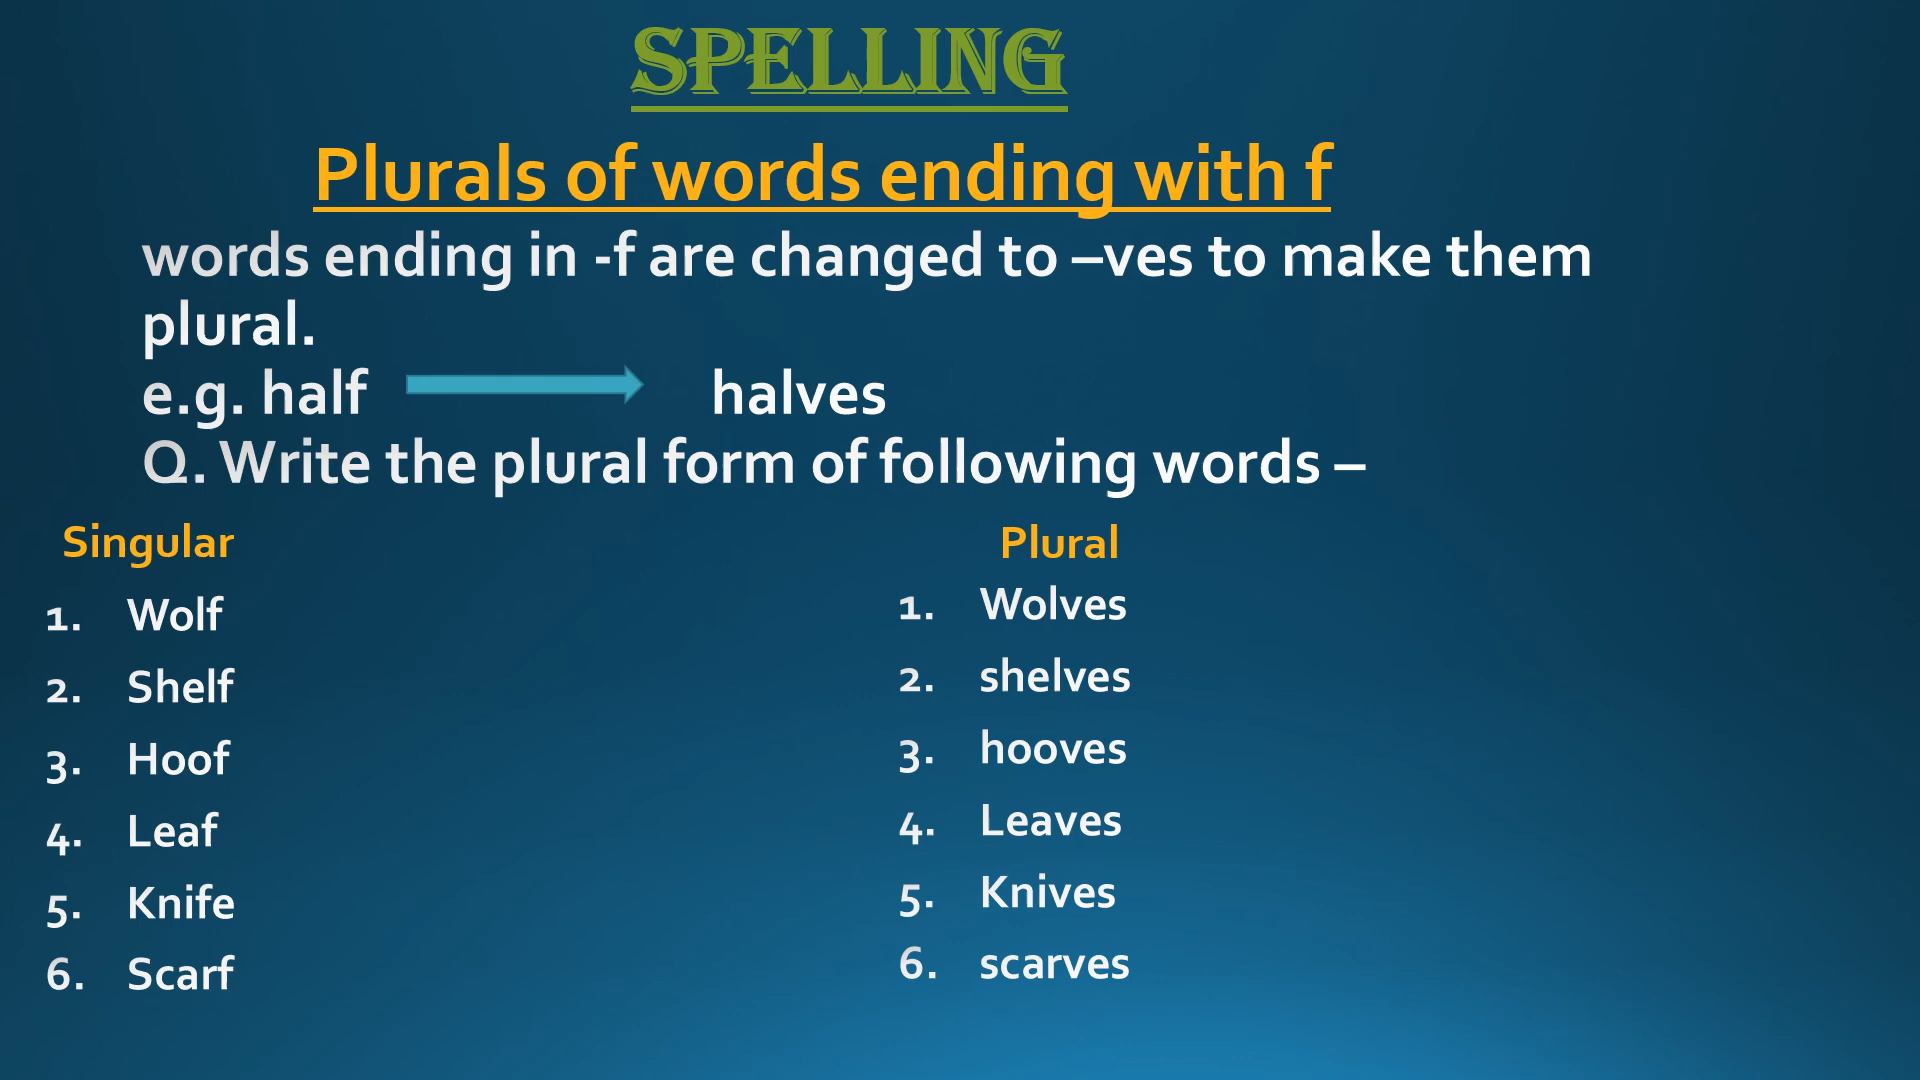 SPELLING
Plurals of words ending with f
words ending in -f are changed to –ves to make them
plural.
e.g. half halves
Q. Write the plural form of following words –
Singular
1. Wolf
2. Shelf
3. Hoof
4. Leaf
5. Knife
6. Scarf
Plural
1. Wolves
2. shelves
3. hooves
4. Leaves
5. Knives
6. scarves